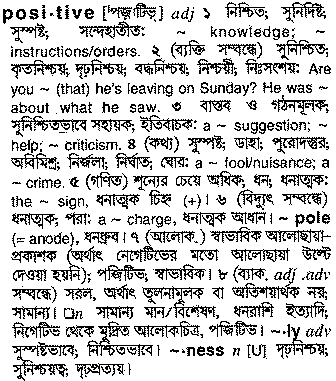 posi·tive ['পজ়টিভ়] adj ১ নিশ্চিত; সুনির্দিষ্ট;
সুস্পষ্ট; সন্দেহাতীত: ~ knowledge; ~
instructions/orders. ২ (ব্যক্তি সম্বন্ধে) সুনিশ্চিত;
কৃতনিশ্চয়; দৃঢ়নিশ্চয়; বদ্ধনিশ্চয়; নিশ্চয়ী; নিঃসংশয়: Are
you ~ (that) he's leaving on Sunday? He was ~
about what he saw. ৩ বাস্তব ও গঠনমূলক;
সুনিশ্চিতভাবে সহায়ক; ইতিবাচক: a ~ suggestion; ~
help; ~ criticism. ৪ (কথ্য) সুস্পষ্ট; ডাহা; পুরোদস্তুর;
অবিমিশ্র; নির্জলা; নির্ঘাত; ঘোর: a ~ fool/nuisance; a
~ crime. ৫ (গণিত) শূন্যের চেয়ে অধিক; ধন; ধনাত্মক:
the ~ sign, ধনাত্মক চিহ্ন (+)। ৬ (বিদ্যুৎ সম্বন্ধে)
ধনাত্মক; পরা: a ~ charge, ধনাত্মক আধান। ~ pole
(= anode), ধনধ্রুব। ৭ (আলোক.) স্বাভাবিক আলোছায়া-
প্রকাশক (অর্থাৎ নেগেটিভের মতো আলোছায়া উল্টে
দেওয়া হয়নি); পজিটিভ; স্বাভাবিক। ৮ (ব্যাক. adj .adv
সম্বন্ধে) সরল, অর্থাৎ তুলনামূলক বা অতিশয়ার্থক নয়;
সামান্য। □n সামান্য মান/বিশেষণ, ধনরাশি ইত্যাদি;
নিগেটিভ থেকে মুদ্রিত আলোকচিত্র, পজিটিভ। ~·ly adv
সুস্পষ্টভাবে, নিশ্চিতভাবে। ~·ness n [U] দৃঢ়নিশ্চয়;
সুনিশ্চয়ত্ব; দৃঢ়প্রত্যয়।